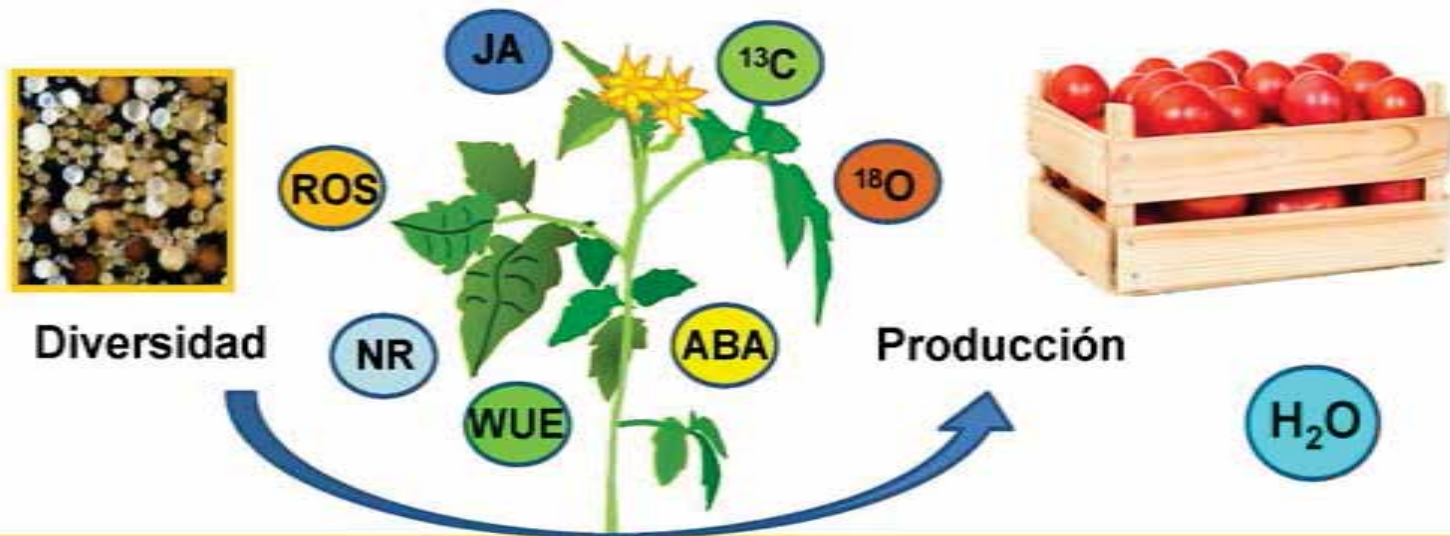 JA
¹³C
ROS
¹⁸O
Diversidad
NR
ABA
Producción
WUE
H₂O